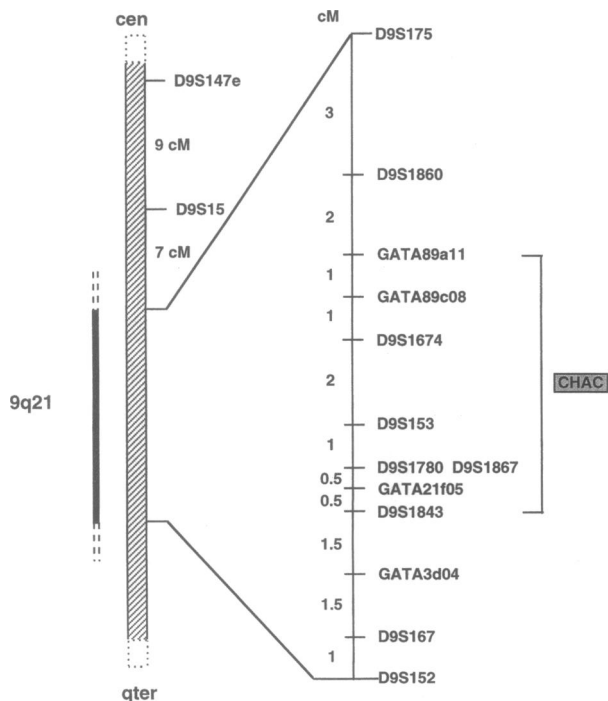 cen
cM
D9S175
D9S147e
3
9 cM
D9S1860
D9S15
2
7 cM
GATA89a11
1
GATA89c08
1
D9S1674
2
CHAC
9q21
D9S153
1
D9S1780 D9S1867
0.5
GATA21f05
0.5
D9S1843
1.5
GATA3d04
1.5
D9S167
1
D9S152
qter